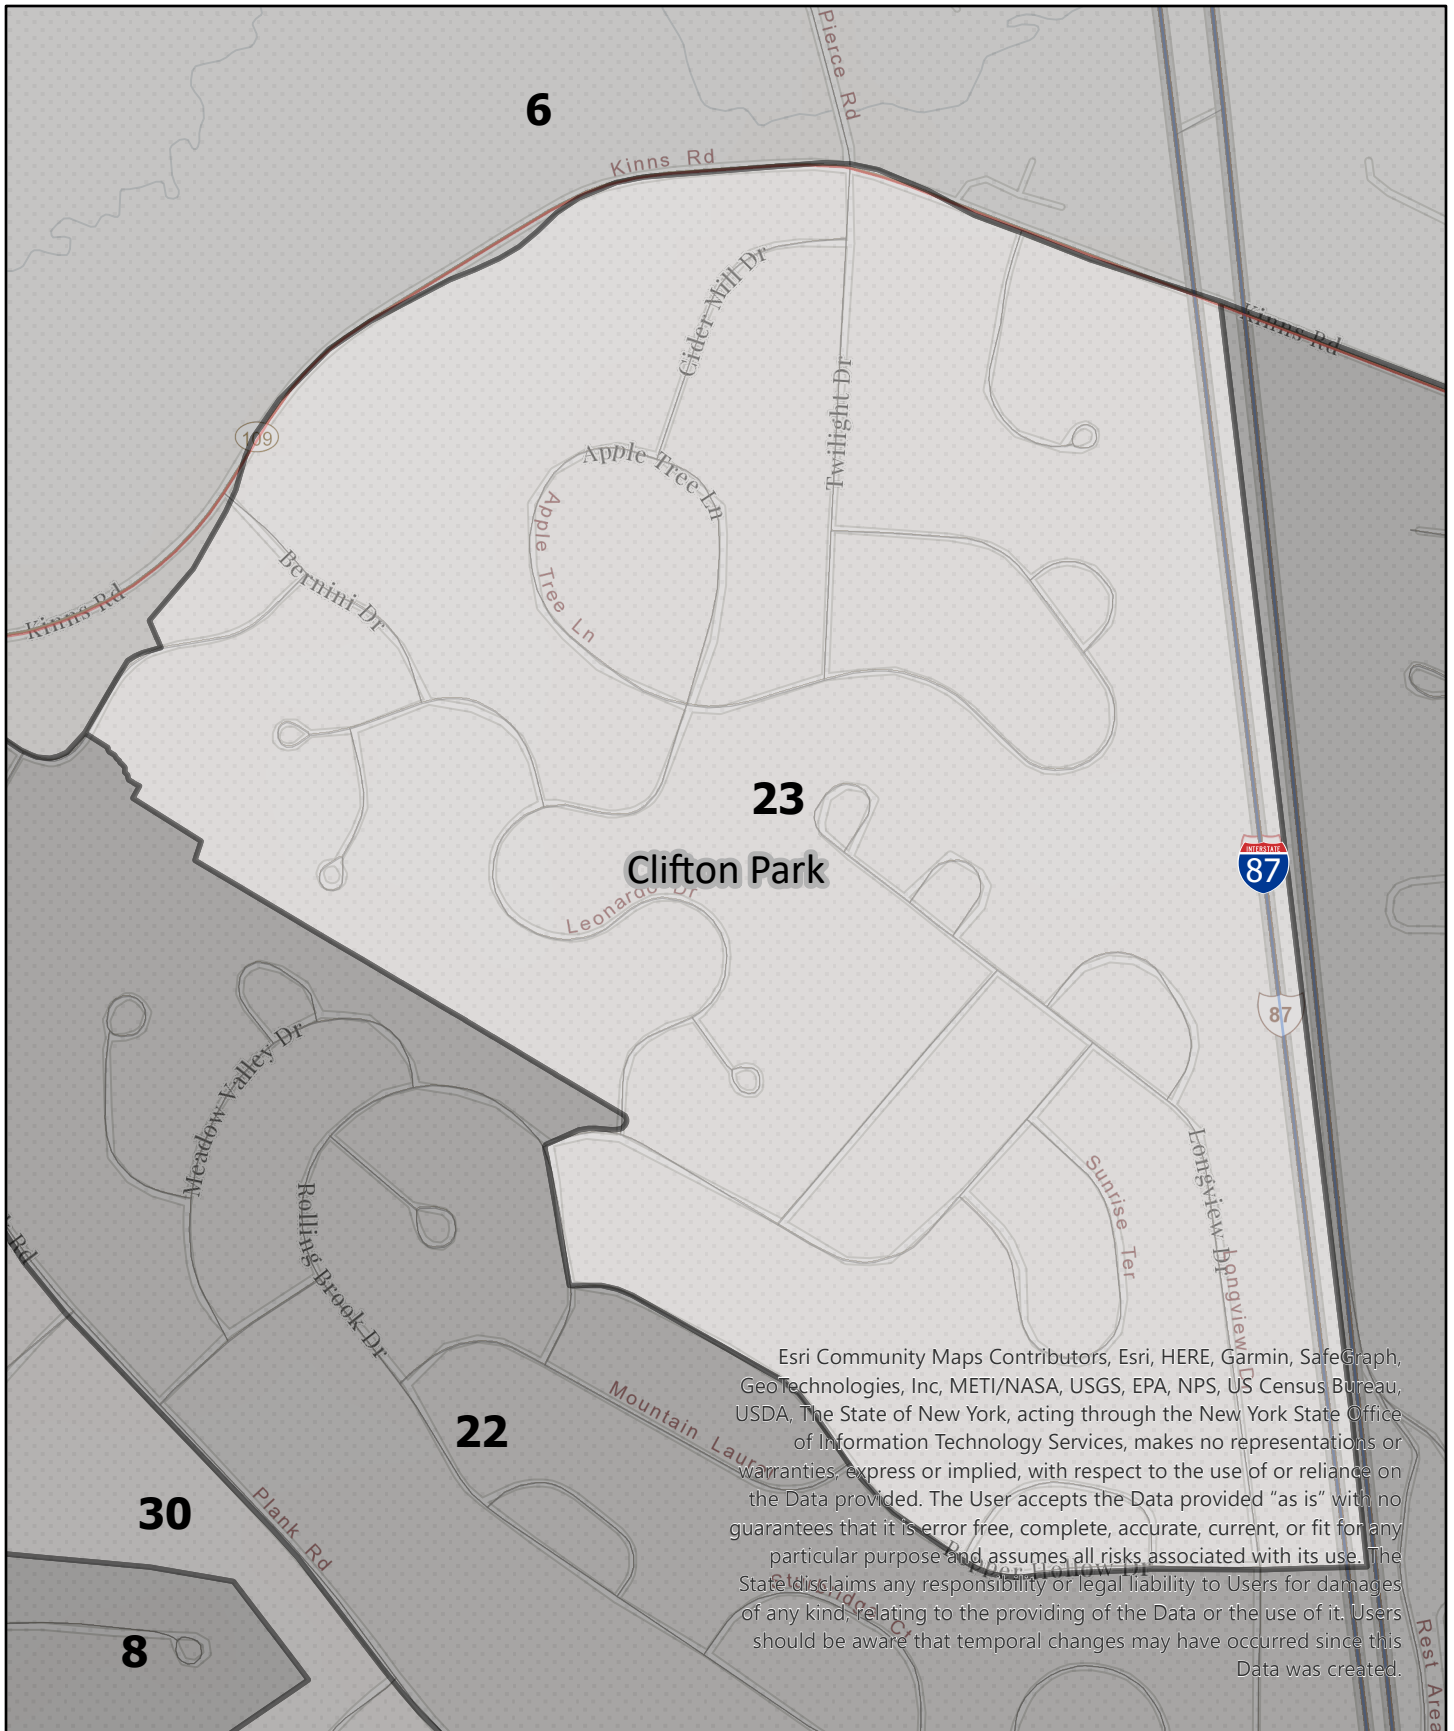 Pierce Rd
6
Kinns Rd
Cider Mill Dr
Kinns Rd
Twilight Dr
109
Apple Tree Ln
Apple Tree Ln
Bernini Dr
Kinns Rd
23
Clifton Park
INTERSTATE
87
Leonardo Dr
87
Meadow Valley Dr
Longview Dr
Sunrise Ter
Rolling Brook Dr
Rd
Longview D
Esri Community Maps Contributors, Esri, HERE, Garmin, SafeGraph,
GeoTechnologies, Inc, METI/NASA, USGS, EPA, NPS, US Census Bureau,
USDA, The State of New York, acting through the New York State Office
of Information Technology Services, makes no representations or
warranties, express or implied, with respect to the use of or reliance on
the Data provided. The User accepts the Data provided “as is” with no
guarantees that it is error free, complete, accurate, current, or fit for any
particular purpose and assumes all risks associated with its use. The
State disclaims any responsibility or legal liability to Users for damages
of any kind, relating to the providing of the Data or the use of it. Users
should be aware that temporal changes may have occurred since this
Data was created.
Mountain Laurel
22
30
Plank Rd
Hollow Dr
Ct
8
Rest Area